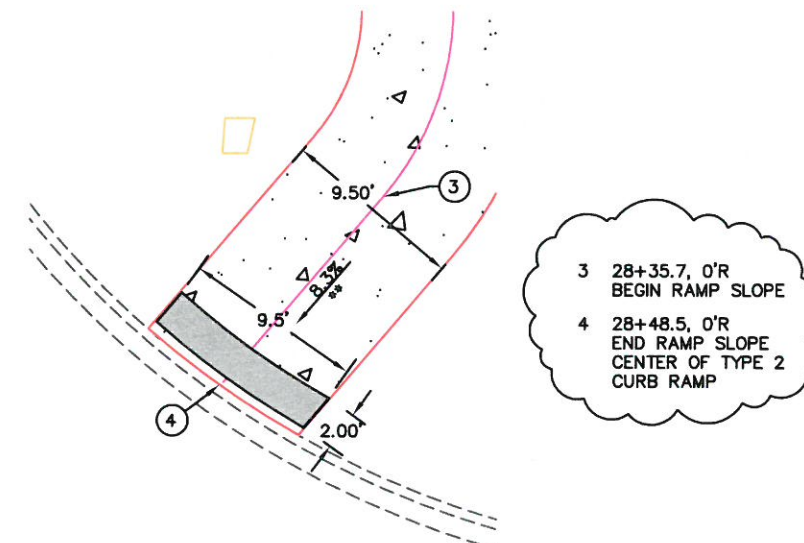 9.50'
3
8.3%
**
9.5'
4
2.00'
3 28+35.7, 0'R
BEGIN RAMP SLOPE
4 28+48.5, 0'R
END RAMP SLOPE
CENTER OF TYPE 2
CURB RAMP